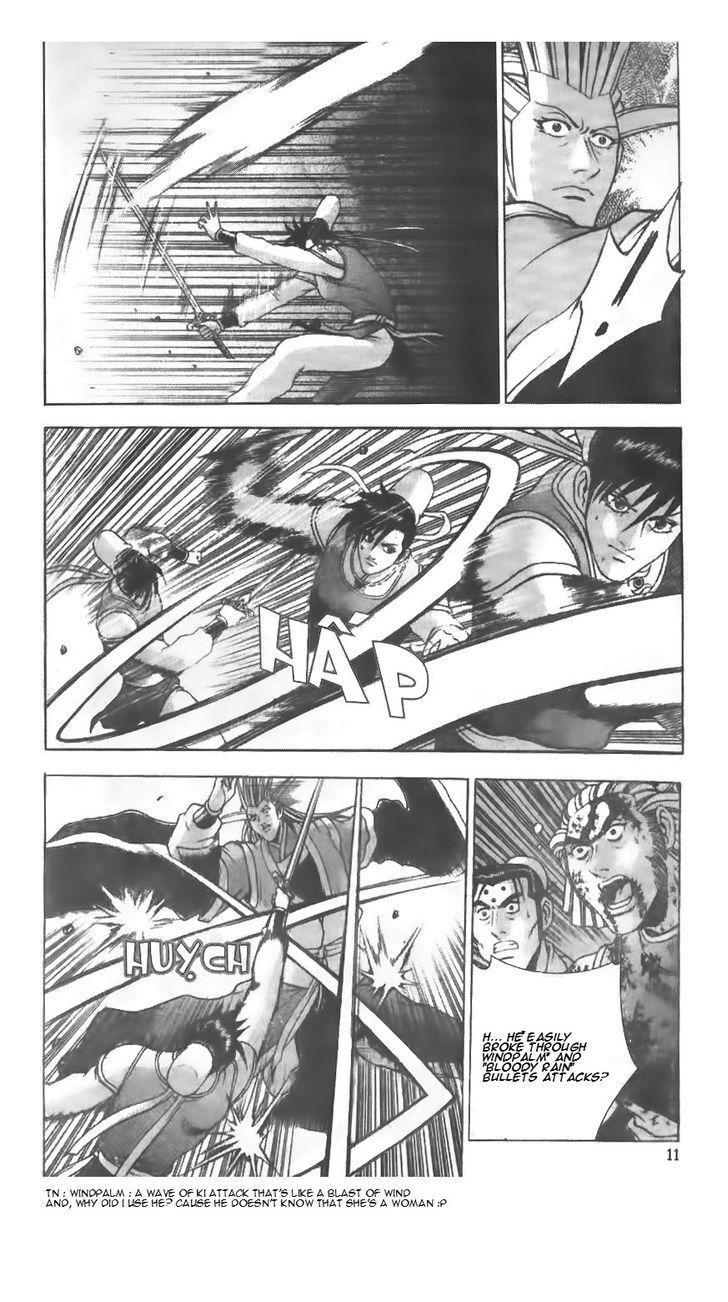 !
HẤP
HUỴCH
H... HE EASILY
BROKE THROUGH
WINDPALM" AND
"BLOODY RAIN"
BULLETS ATTACKS?
11
TN : WINDPALM : A WAVE OF KI ATTACK THAT'S LIKE A BLAST OF WIND
AND, WHY DID I USE HE? CAUSE HE DOESN'T KNOW THAT SHE'S A WOMAN :P